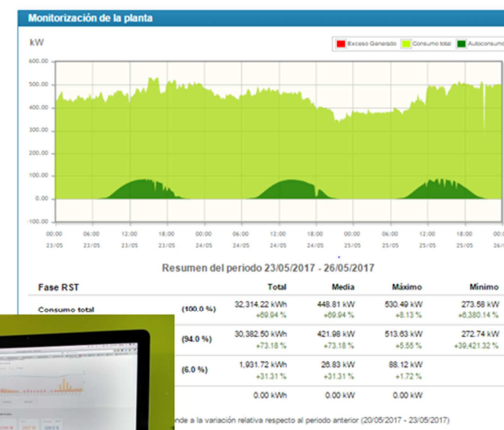 Monitorización de la planta
kW
Exceso Generado Consumo total Autoconsumo
600.00
500.00
400.00
300.00
200.00
100.00
0.00
-100.00
00:00 06:00 12:00 18:00 00:00 06:00 12:00 18:00 00:00 06:00 12:00 18:00 00:0
23/05 23/05 23/05 23/05 24/05 24/05 24/05 24/05 25/05 25/05 25/05 25/05 26/
Resumen del periodo 23/05/2017 - 26/05/2017
Fase RST Total Media Máximo Mínimo
Consumo total (100.0 %) 32,314.22 kWh 448.81 kW 530.49 kW 273.58 kW
+69.94 % +69.94 % +8.13 % +6,380.14 %
(94.0 %) 30,382.50 kWh 421.98 kW 513.63 kW 272.74 kW
+73.18 % +73.18 % +5.55 % +39,421.32 %
(6.0 %) 1,931.72 kWh 26.83 kW 88.12 kW
+31.31 % +31.31 % +1.72 %
0.00 kWh 0.00 kW 0.00 kW
nde a la variación relativa respecto al periodo anterior (20/05/2017 - 23/05/2017)